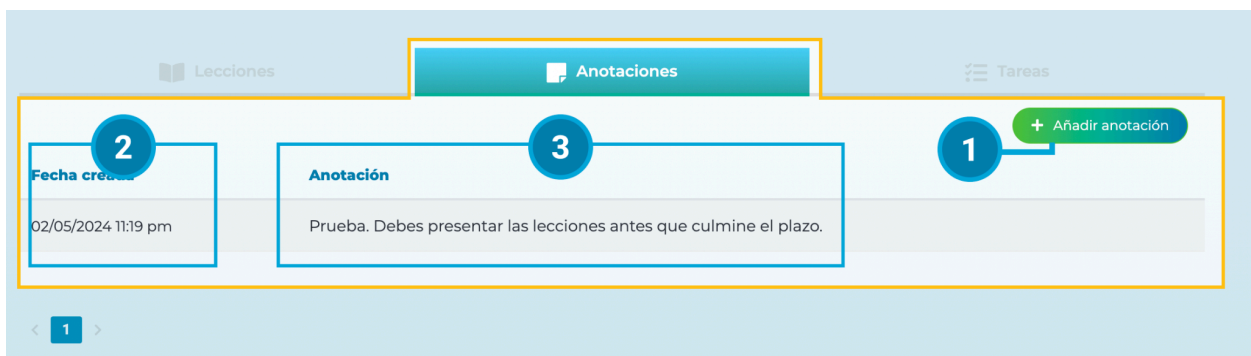 Lecciones
Anotaciones
Tareas
+ Añadir anotación
1
2
3
Fecha
Anotación
02/05/2024 11:19 pm
Prueba. Debes presentar las lecciones antes que culmine el plazo.
< 1 >